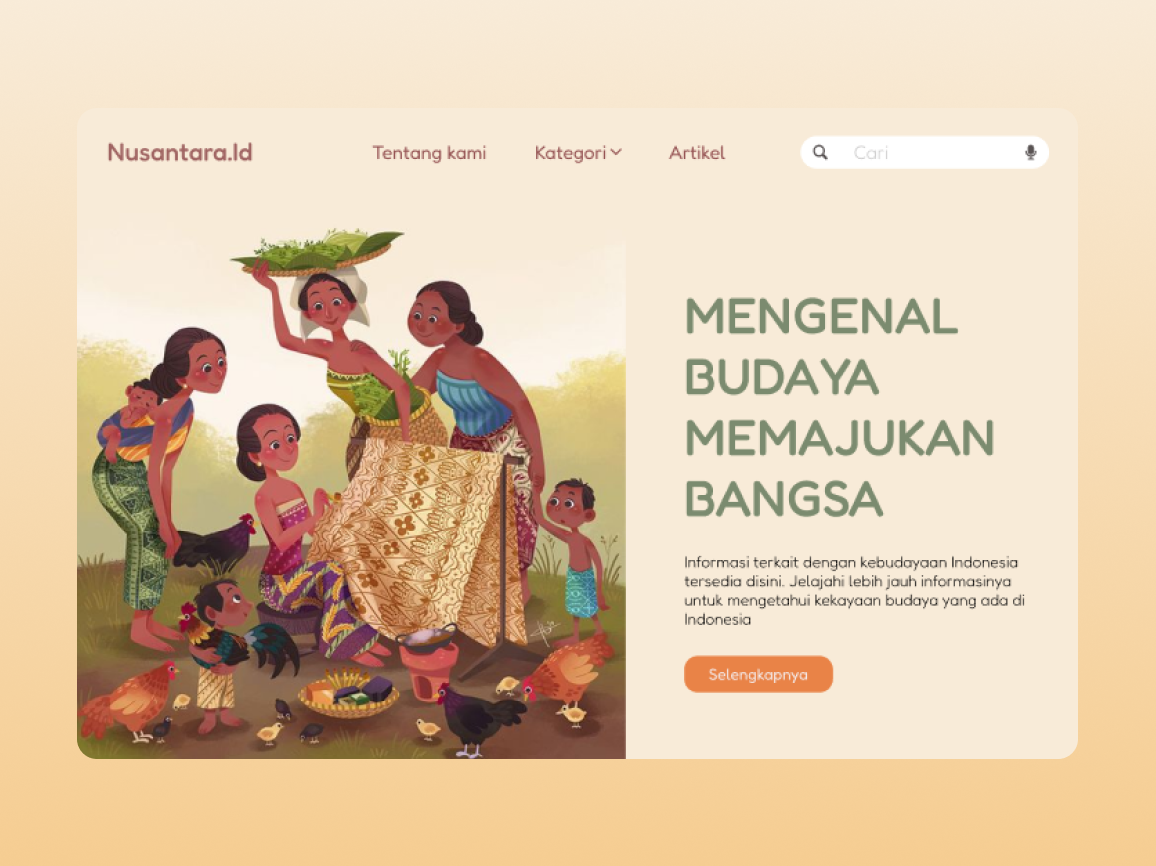 Nusantara.Id
Tentang kami
Kategori
Artikel
Cari
MENGENAL
BUDAYA
MEMAJUKAN
BANGSA
Informasi terkait dengan kebudayaan Indonesia
tersedia disini. Jelajahi lebih jauh informasinya
untuk mengetahui kekayaan budaya yang ada di
Indonesia
Selengkapnya